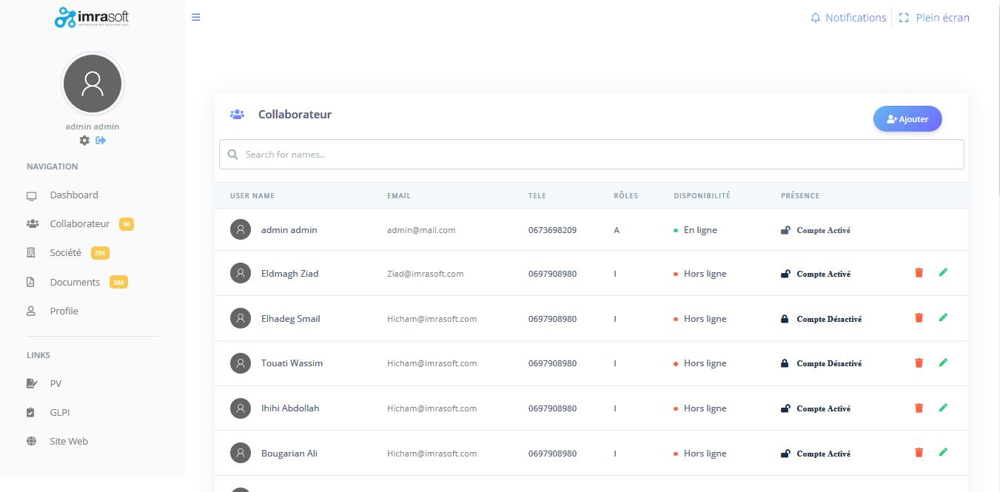 imrasoft
Notifications
Plein écran
admin admin
NAVIGATION
Dashboard
Collaborateur 96
Société 256
Documents 586
Profile
LINKS
PV
GLPI
Site Web
Collaborateur
Ajouter
Search for names..
USER NAME EMAIL TELE RÔLES DISPONIBILITÉ PRÉSENCE
admin admin admin@mail.com 0673698209 A En ligne Compte Activé
Eldmagh Ziad Ziad@imrasoft.com 0697908980 I Hors ligne Compte Activé
Elhadeg Smail Hicham@imrasoft.com 0697908980 I Hors ligne Compte Désactivé
Touati Wassim Hicham@imrasoft.com 0697908980 I Hors ligne Compte Désactivé
Ihihi Abdollah Hicham@imrasoft.com 0697908980 I Hors ligne Compte Activé
Bougarian Ali Hicham@imrasoft.com 0697908980 I Hors ligne Compte Activé